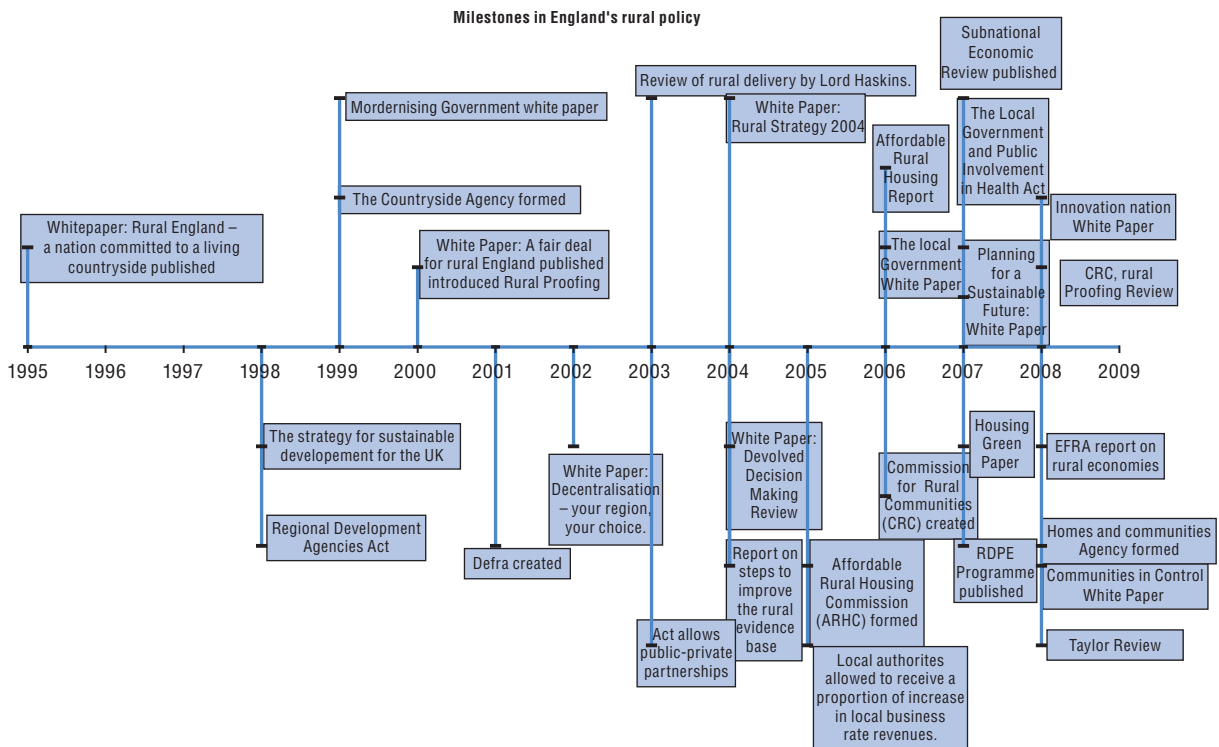 Milestones in England's rural policy
Subnational
Economic
Review published
Review of rural delivery by Lord Haskins.
Mordernising Government white paper
White Paper:
Rural Strategy 2004
The Local
Government
and Public
Involvement
in Health Act
Affordable
Rural
Housing
Report
The Countryside Agency formed
Innovation nation
White Paper
Whitepaper: Rural England –
a nation committed to a living
countryside published
White Paper: A fair deal
for rural England published
introduced Rural Proofing
The local
Government
White Paper
Planning
for a
Sustainable
Future:
White Paper
CRC, rural
Proofing Review
1995 1996 1997 1998 1999 2000 2001 2002 2003 2004 2005 2006 2007 2008 2009
The strategy for sustainable
developement for the UK
Regional Development
Agencies Act
Defra created
White Paper:
Decentralisation
– your region,
your choice.
Act allows
public-private
partnerships
White Paper:
Devolved
Decision
Making
Review
Report on
steps to
improve
the rural
evidence
base
Affordable
Rural Housing
Commission
(ARHC) formed
Local authorites
allowed to receive a
proportion of increase
in local business
rate revenues.
Commission
for Rural
Communities
(CRC) created
Housing
Green
Paper
RDPE
Programme
published
EFRA report on
rural economies
Homes and communities
Agency formed
Communities in Control
White Paper
Taylor Review